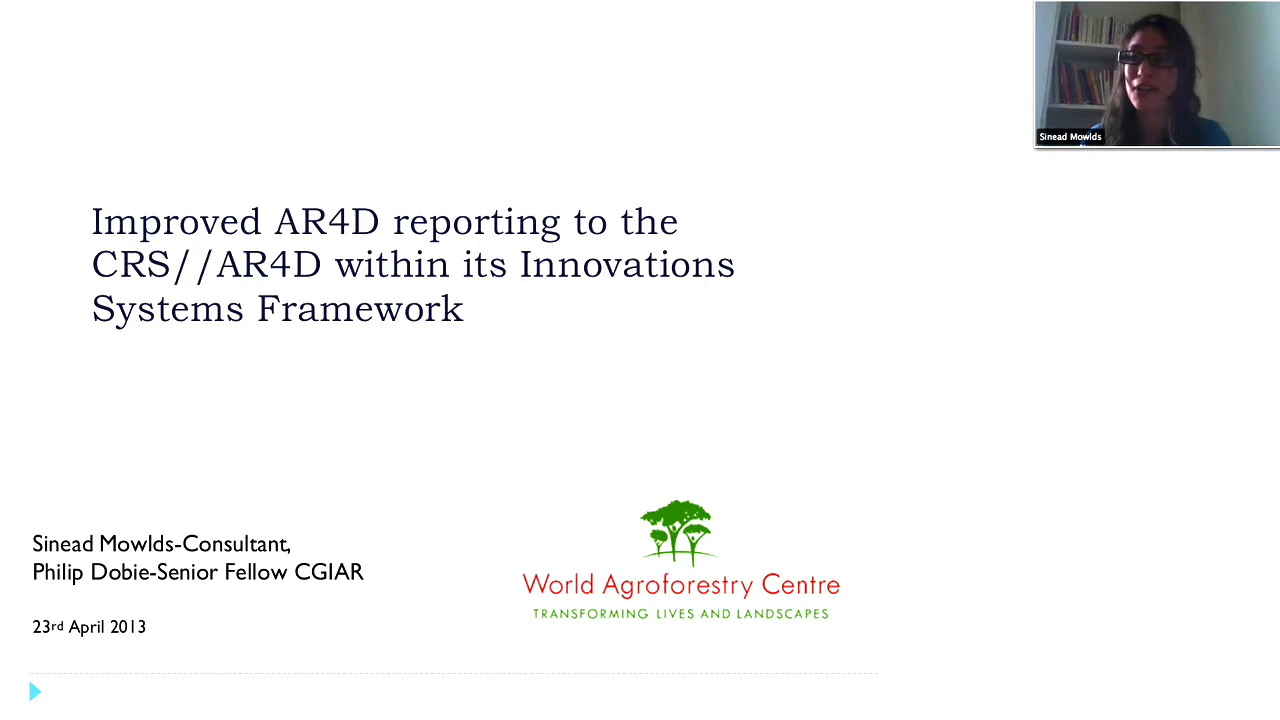 Sinead Mowlds
Improved AR4D reporting to the
CRS//AR4D within its Innovations
Systems Framework
Sinead Mowlds-Consultant,
Philip Dobie-Senior Fellow CGIAR
23rd April 2013
World Agroforestry Centre
TRANSFORMING LIVES AND LANDSCAPES